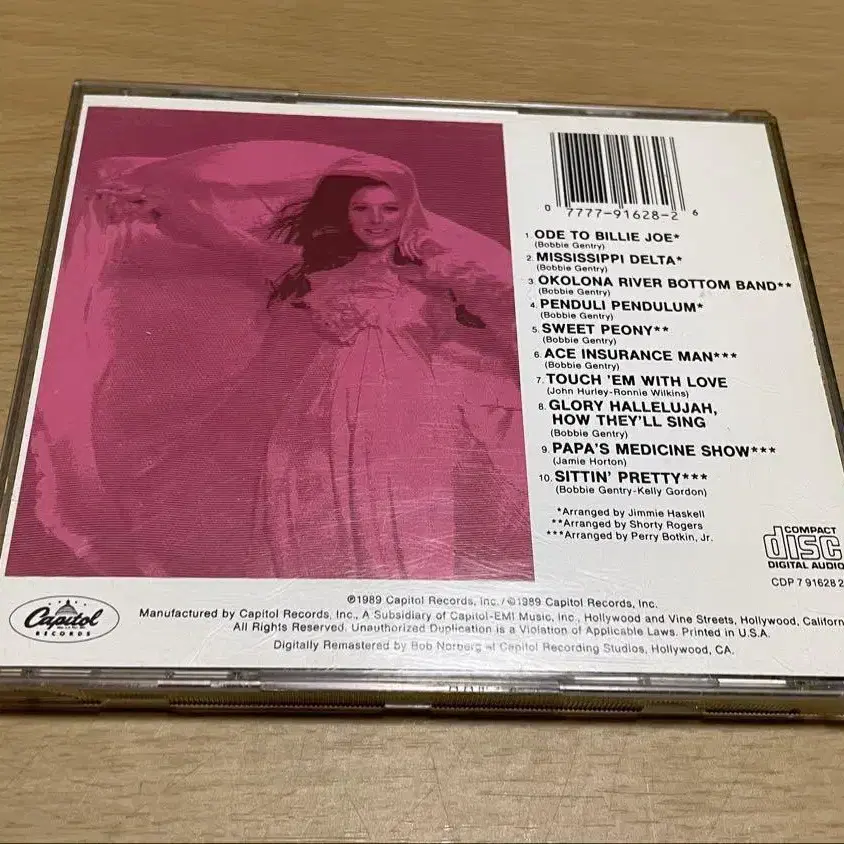 0 7777-91628-2 6
1. ODE TO BILLIE JOE*
(Bobbie Gentry)
2. MISSISSIPPI DELTA*
(Bobbie Gentry)
3. OKOLONA RIVER BOTTOM BAND**
(Bobbie Gentry)
4. PENDULI PENDULUM*
(Bobbie Gentry)
5. SWEET PEONY**
(Bobbie Gentry)
6. ACE INSURANCE MAN***
(Bobbie Gentry)
7. TOUCH 'EM WITH LOVE
(John Hurley-Ronnie Wilkins)
8. GLORY HALLELUJAH,
HOW THEY'LL SING
(Bobbie Gentry)
9. PAPA'S MEDICINE SHOW***
(Jamie Horton)
10. SITTIN' PRETTY***
(Bobbie Gentry-Kelly Gordon)
*Arranged by Jimmie Haskell
**Arranged by Shorty Rogers
***Arranged by Perry Botkin, Jr.
COMPACT
disc
DIGITAL AUDIO
CDP 7 91628 2
Capitol
RECORDS
℗1989 Capitol Records, Inc./©1989 Capitol Records, Inc.
Manufactured by Capitol Records, Inc., A Subsidiary of Capitol-EMI Music, Inc., Hollywood and Vine Streets, Hollywood, Californ
All Rights Reserved. Unauthorized Duplication is a Violation of Applicable Laws. Printed in U.S.A.
Digitally Remastered by Bob Norberg at Capitol Recording Studios, Hollywood, CA.